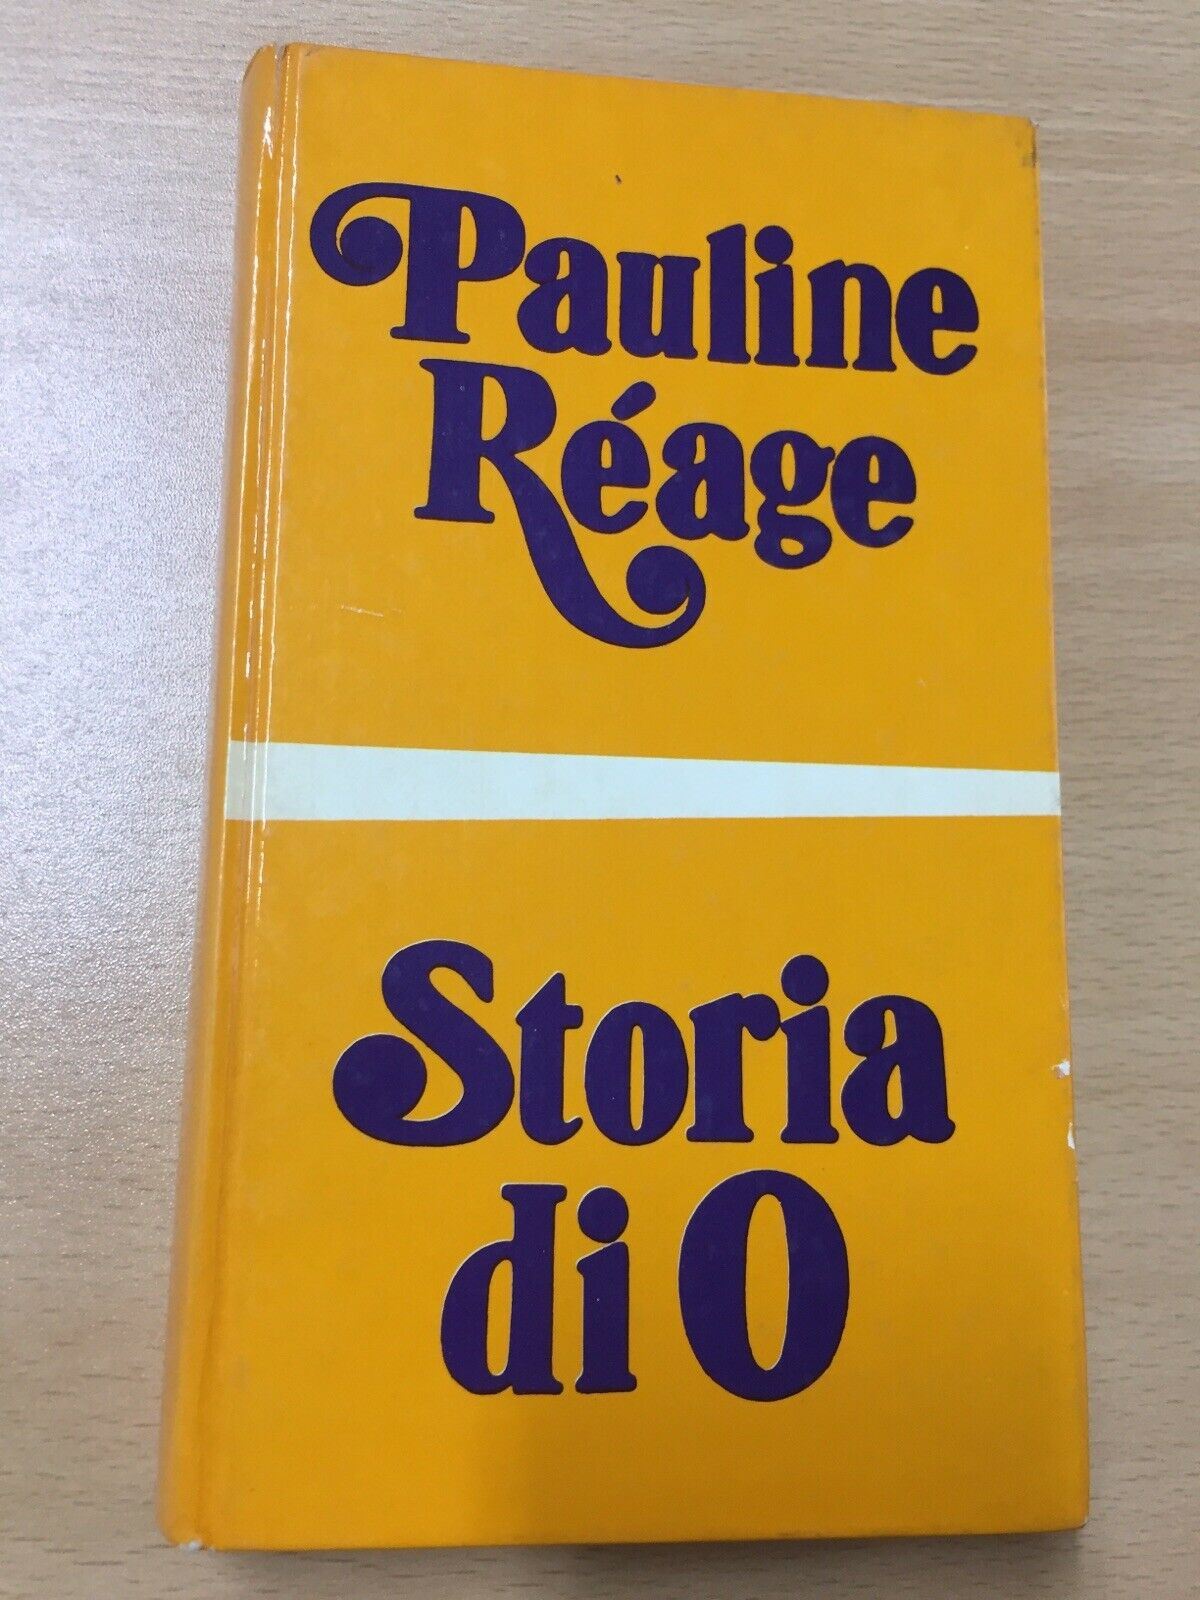 Pauline
Réage
Storia
di O